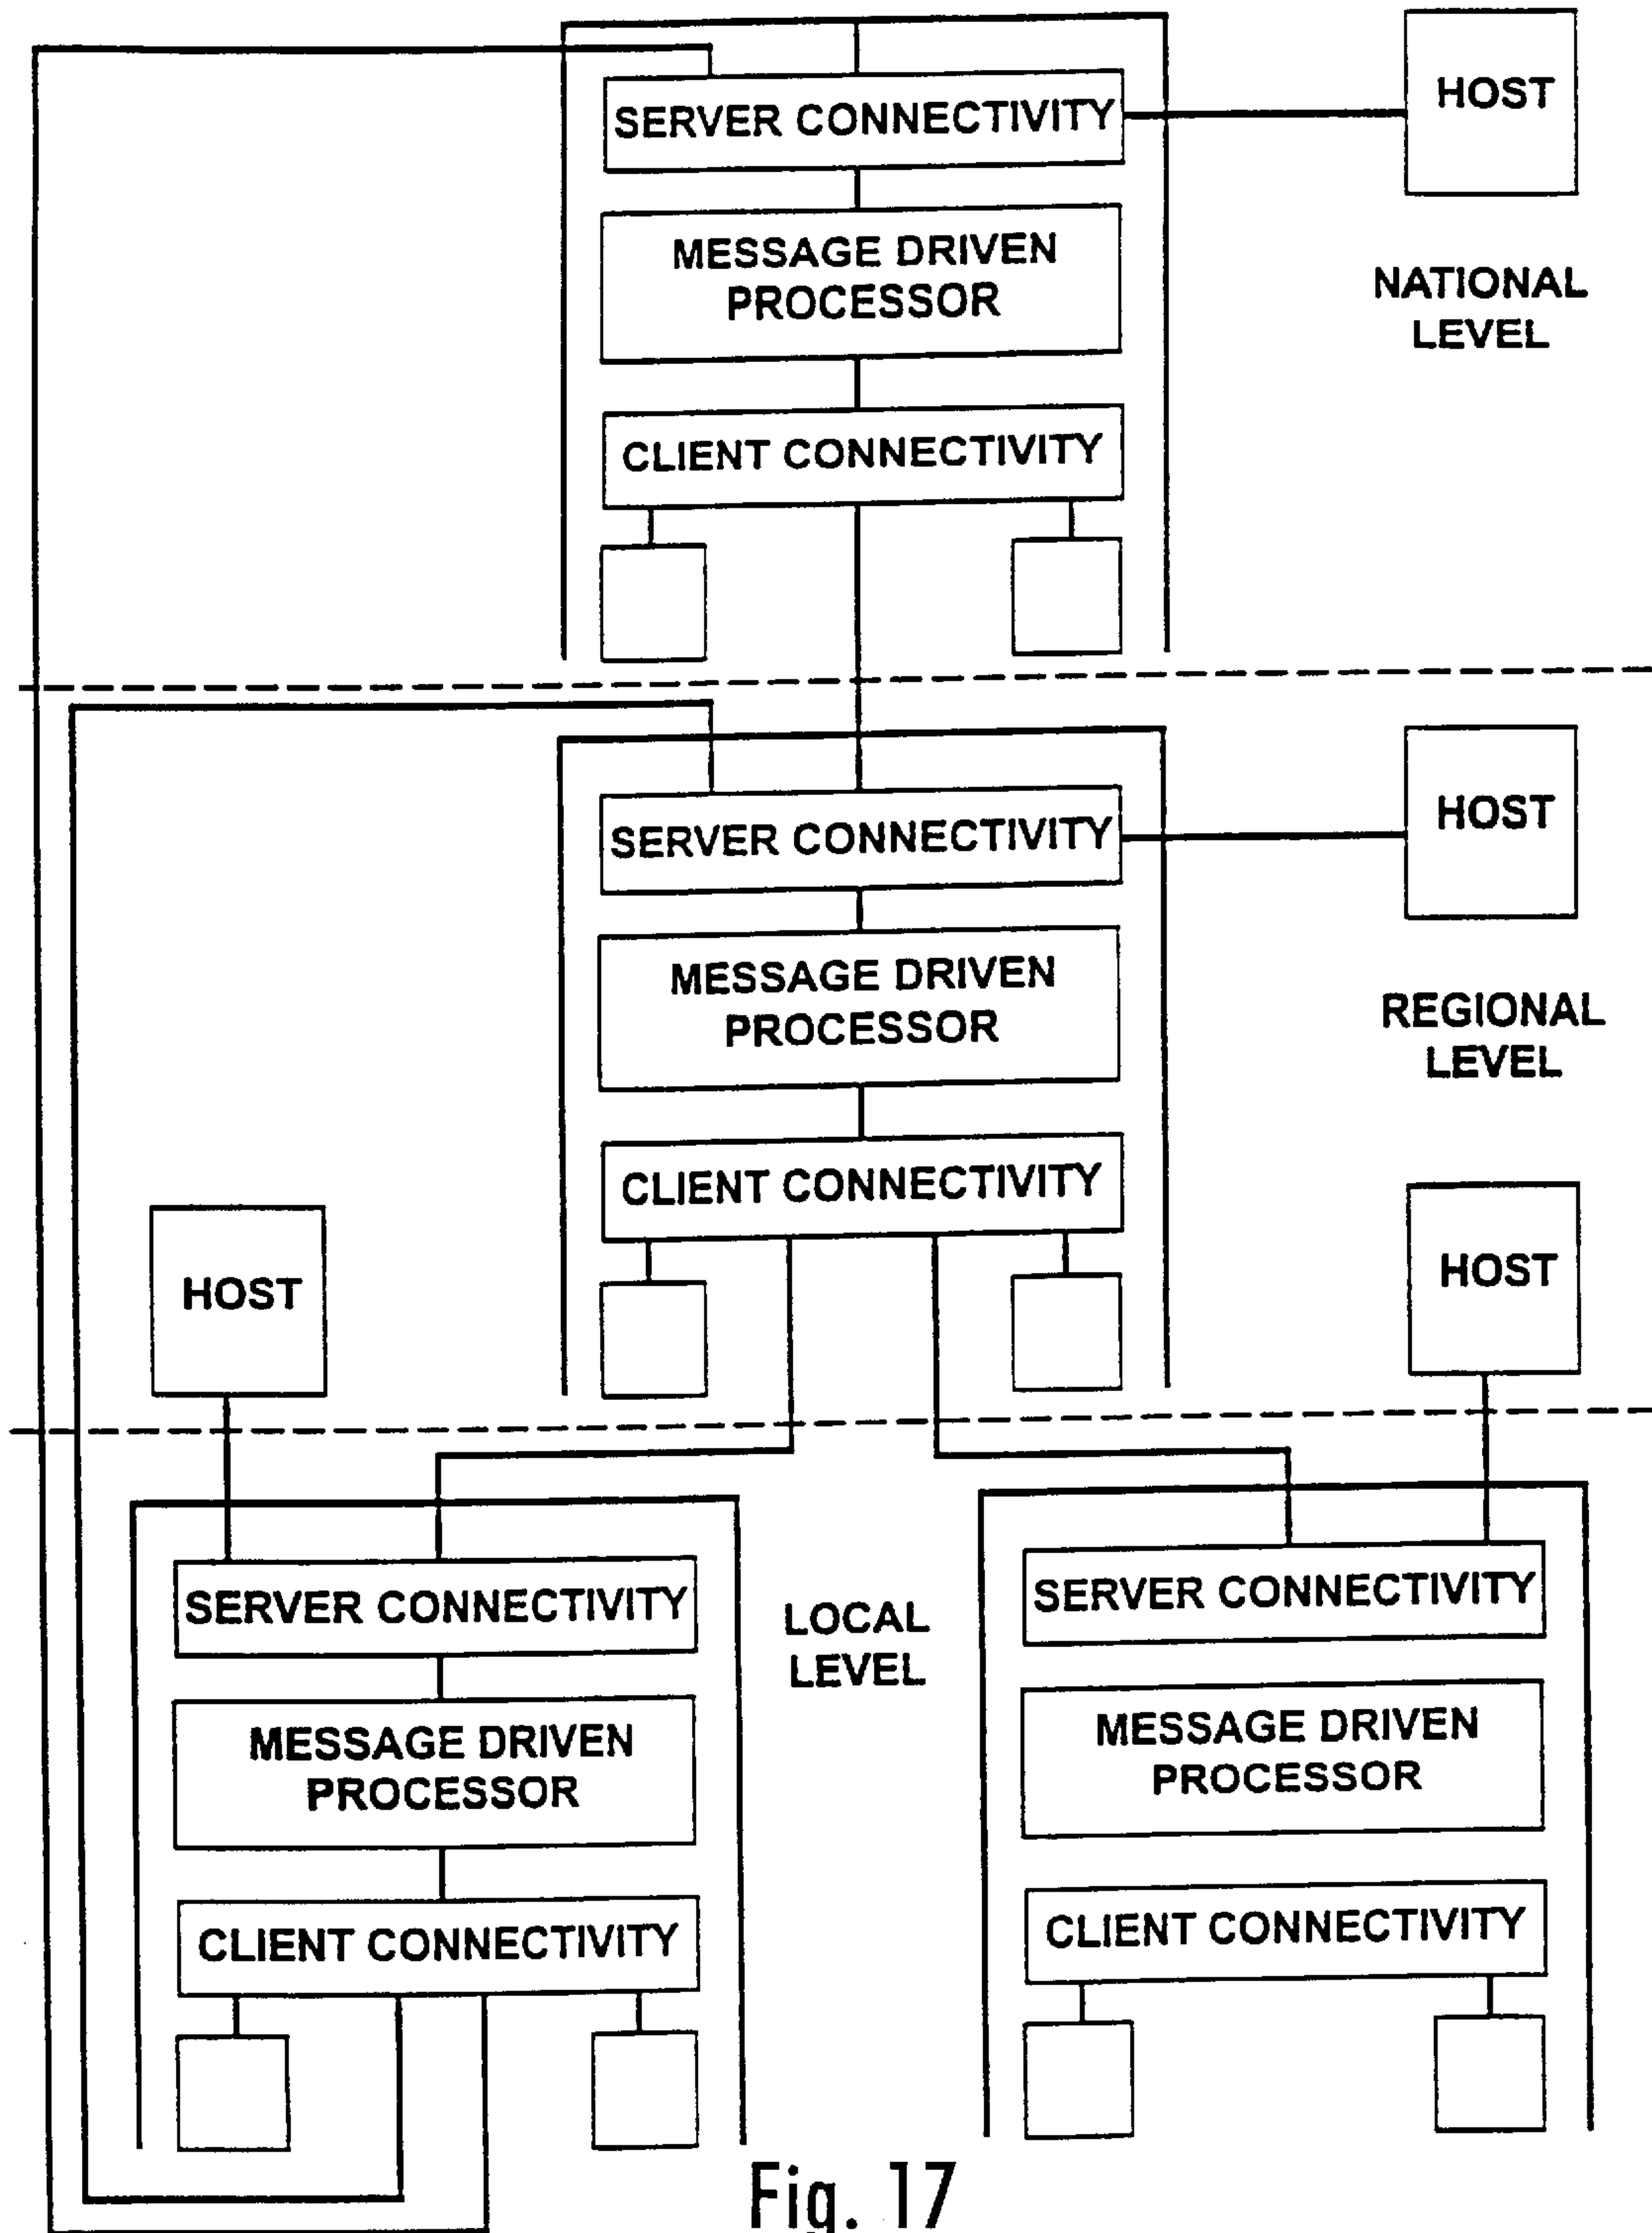 SERVER CONNECTIVITY
HOST
MESSAGE DRIVEN
PROCESSOR
NATIONAL
LEVEL
CLIENT CONNECTIVITY
SERVER CONNECTIVITY
HOST
MESSAGE DRIVEN
PROCESSOR
REGIONAL
LEVEL
CLIENT CONNECTIVITY
HOST
HOST
SERVER CONNECTIVITY
LOCAL
LEVEL
SERVER CONNECTIVITY
MESSAGE DRIVEN
PROCESSOR
MESSAGE DRIVEN
PROCESSOR
CLIENT CONNECTIVITY
CLIENT CONNECTIVITY
Fig. 17